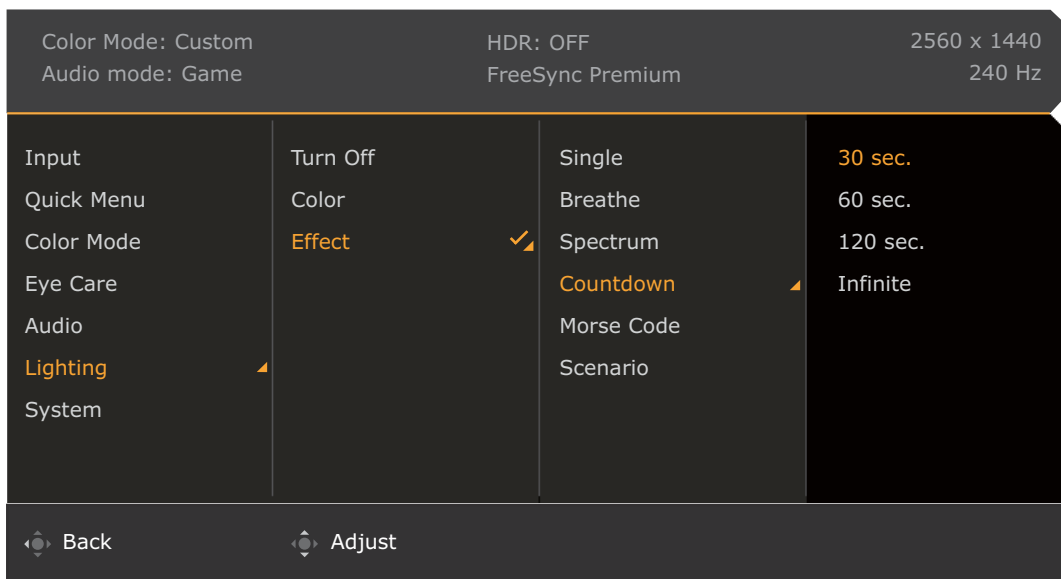 Color Mode: Custom
Audio mode: Game
HDR: OFF
FreeSync Premium
2560 x 1440
240 Hz
Input
Quick Menu
Color Mode
Eye Care
Audio
Lighting
System
Turn Off
Color
Effect
Single
Breathe
Spectrum
Countdown
Morse Code
Scenario
30 sec.
60 sec.
120 sec.
Infinite
Back
Adjust